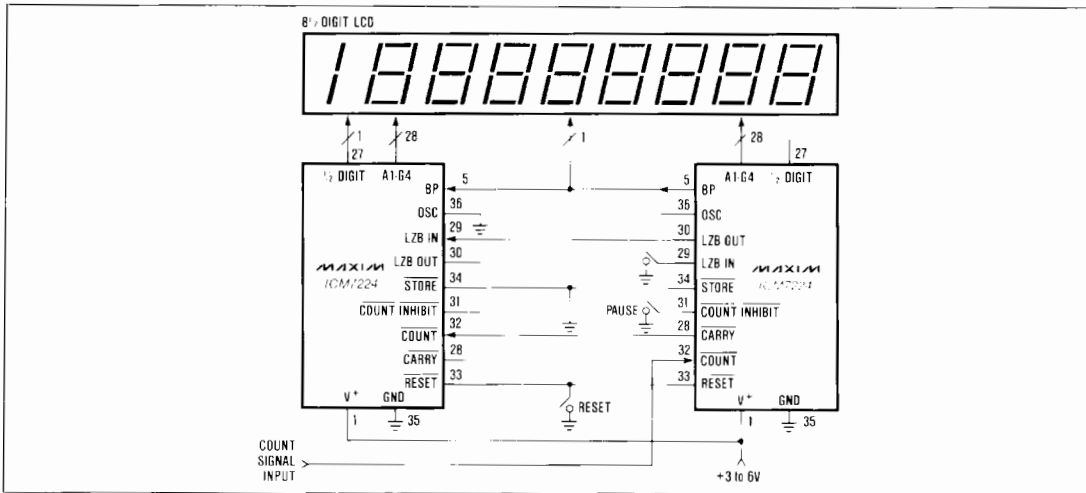 8½ DIGIT LCD
1
28
1
28
27
27
½ DIGIT
A1-G4
A1-G4
½ DIGIT
BP
5
5
BP
OSC
36
36
OSC
LZB IN
29
30
LZB OUT
LZB OUT
30
29
LZB IN
MAXIM
ICM7224
MAXIM
ICM7224
STORE
34
34
STORE
COUNT INHIBIT
31
PAUSE
31
COUNT INHIBIT
COUNT
32
28
CARRY
CARRY
28
32
COUNT
RESET
33
33
RESET
RESET
V+
GND
V+
GND
1
35
1
35
COUNT
SIGNAL
INPUT
+3 to 6V